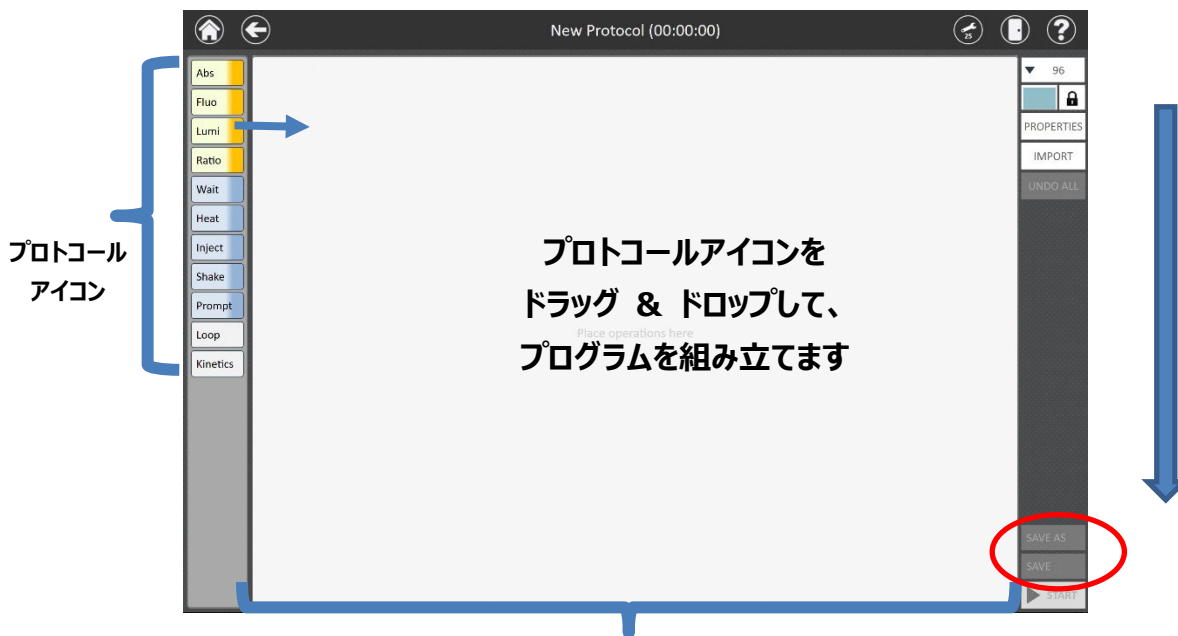 New Protocol (00:00:00)
25
?
プロトコール
アイコン
Abs
Fluo
Lumi
Ratio
Wait
Heat
Inject
Shake
Prompt
Loop
Kinetics
プロトコールアイコンを
ドラッグ & ドロップして、
Place operations here
プログラムを組み立てます
96
PROPERTIES
IMPORT
UNDO ALL
SAVE AS
SAVE
START